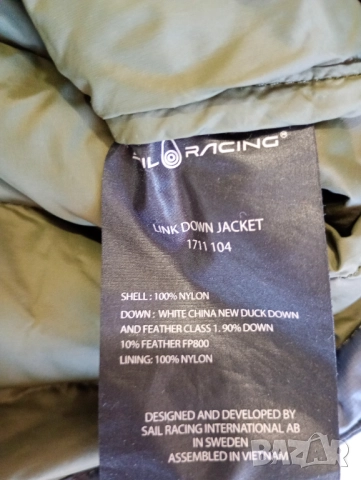 SAIL RACING®
LINK DOWN JACKET
1711 104
SHELL : 100% NYLON
DOWN : WHITE CHINA NEW DUCK DOWN
AND FEATHER CLASS 1. 90% DOWN
10% FEATHER FP800
LINING: 100% NYLON
DESIGNED AND DEVELOPED BY
SAIL RACING INTERNATIONAL AB
IN SWEDEN
ASSEMBLED IN VIETNAM
BAZAR